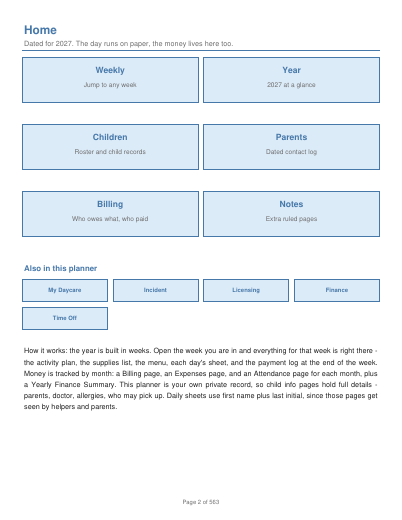 Home
Dated for 2027. The day runs on paper, the money lives here too.
Weekly
Jump to any week
Year
2027 at a glance
Children
Roster and child records
Parents
Dated contact log
Billing
Who owes what, who paid
Notes
Extra ruled pages
Also in this planner
My Daycare
Incident
Licensing
Finance
Time Off
How it works: the year is built in weeks. Open the week you are in and everything for that week is right there -
the activity plan, the supplies list, the menu, each day's sheet, and the payment log at the end of the week.
Money is tracked by month: a Billing page, an Expenses page, and an Attendance page for each month, plus
a Yearly Finance Summary. This planner is your own private record, so child info pages hold full details -
parents, doctor, allergies, who may pick up. Daily sheets use first name plus last initial, since those pages get
seen by helpers and parents.
Page 2 of 563